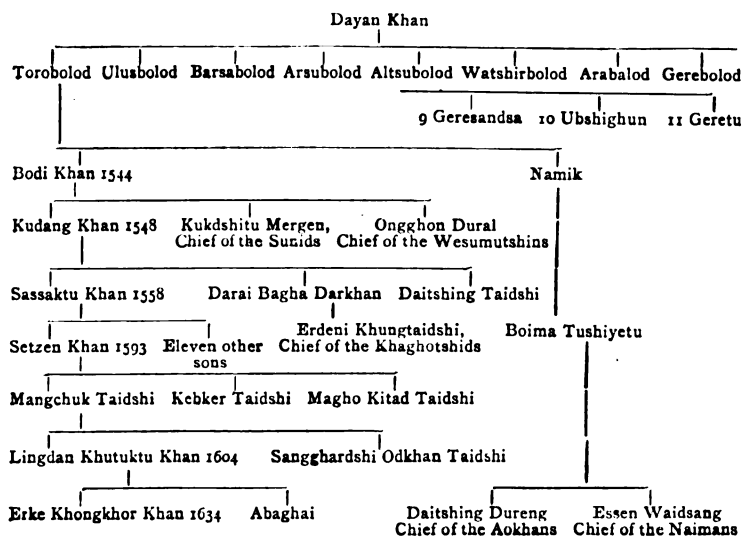 Dayan Khan
Torobolod Ulusbolod Barsabolod Arsubolod Altsubolod Watshirbolod Arabalod Gerebolod
9 Geresandsa 10 Ubshighun 11 Geretu
Bodi Khan 1544 Namik
Kudang Khan 1548 Kukdshitu Mergen, Ongghon Dural
Chief of the Sunids Chief of the Wesumutshins
Sassaktu Khan 1558 Darai Bagha Darkhan Daitshing Taidshi
Erdeni Khungtaidshi, Boima Tushiyetu
Setzen Khan 1593 Eleven other Chief of the Khaghotshids
sons
Mangchuk Taidshi Kebker Taidshi Magho Kitad Taidshi
Lingdan Khutuktu Khan 1604 Sangghardshi Odkhan Taidshi
Erke Khongkhor Khan 1634 Abaghai Daitshing Dureng Essen Waidsang
Chief of the Aokhans Chief of the Naimans